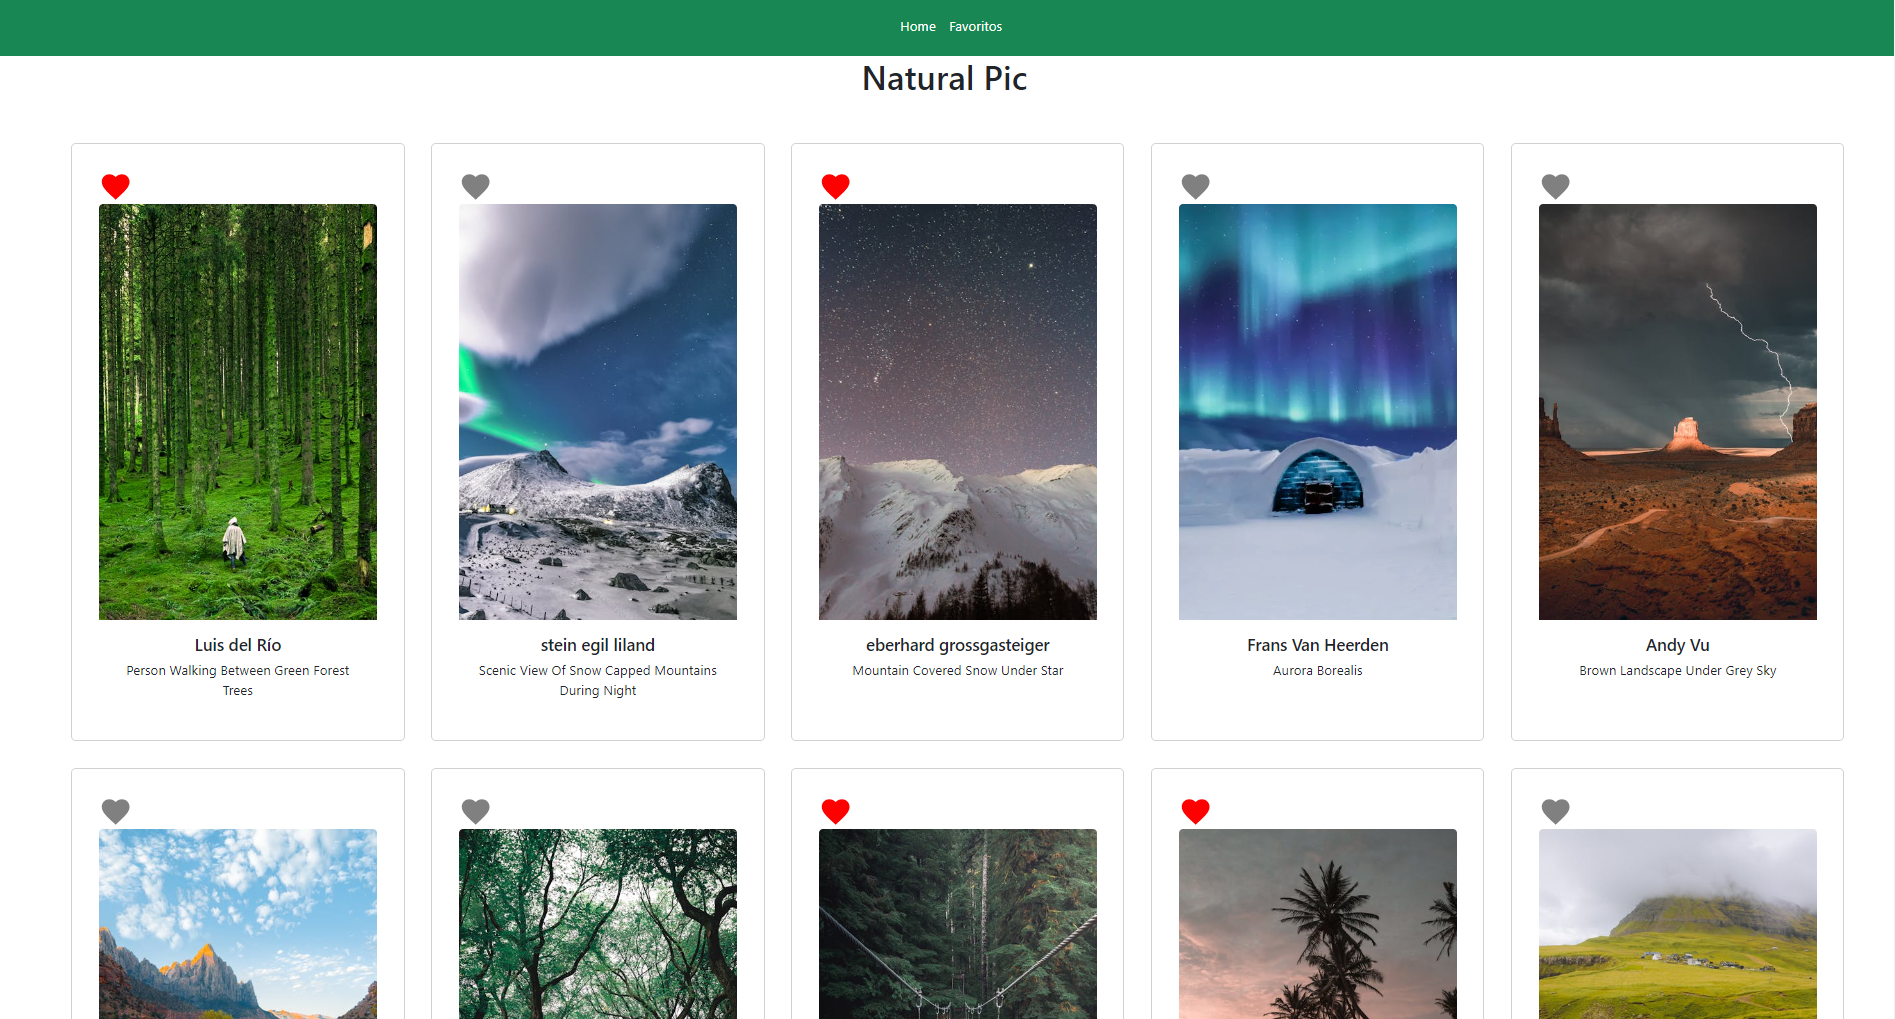 Home Favoritos
Natural Pic
Luis del Río
Person Walking Between Green Forest
Trees
stein egil liland
Scenic View Of Snow Capped Mountains
During Night
eberhard grossgasteiger
Mountain Covered Snow Under Star
Frans Van Heerden
Aurora Borealis
Andy Vu
Brown Landscape Under Grey Sky